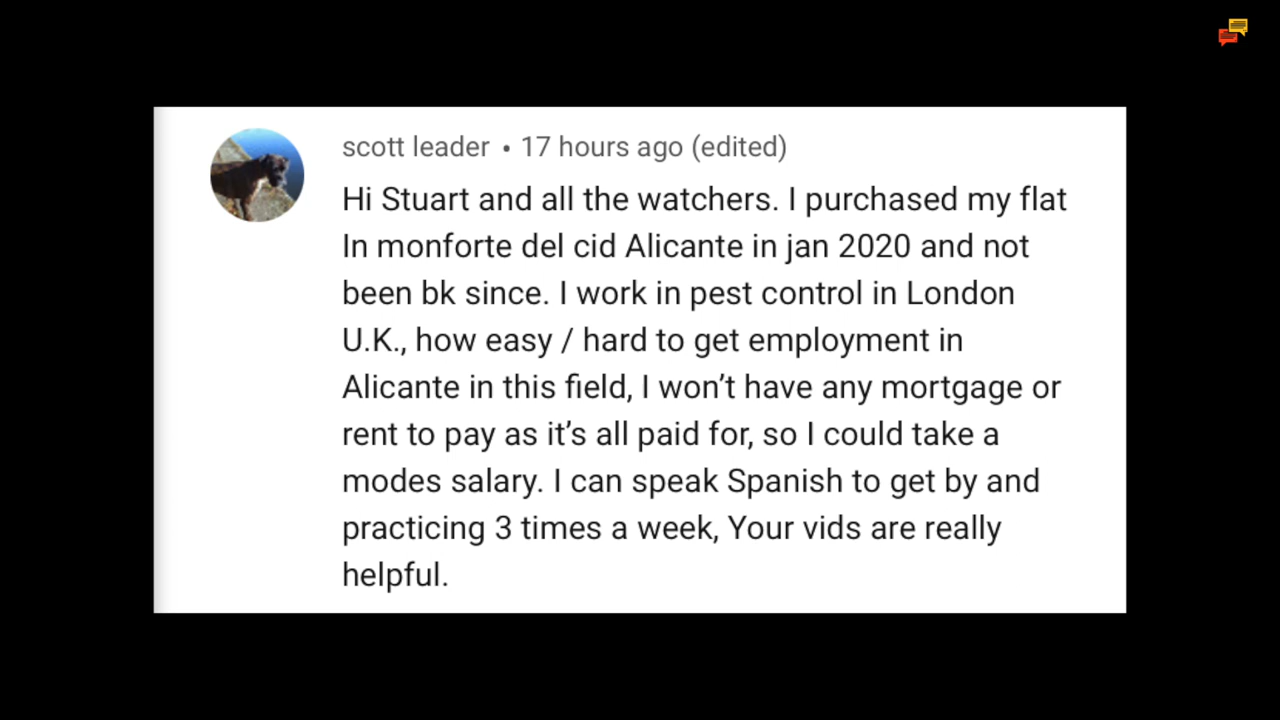 scott leader • 17 hours ago (edited)
Hi Stuart and all the watchers. I purchased my flat
In monforte del cid Alicante in jan 2020 and not
been bk since. I work in pest control in London
U.K., how easy / hard to get employment in
Alicante in this field, I won’t have any mortgage or
rent to pay as it’s all paid for, so I could take a
modes salary. I can speak Spanish to get by and
practicing 3 times a week, Your vids are really
helpful.